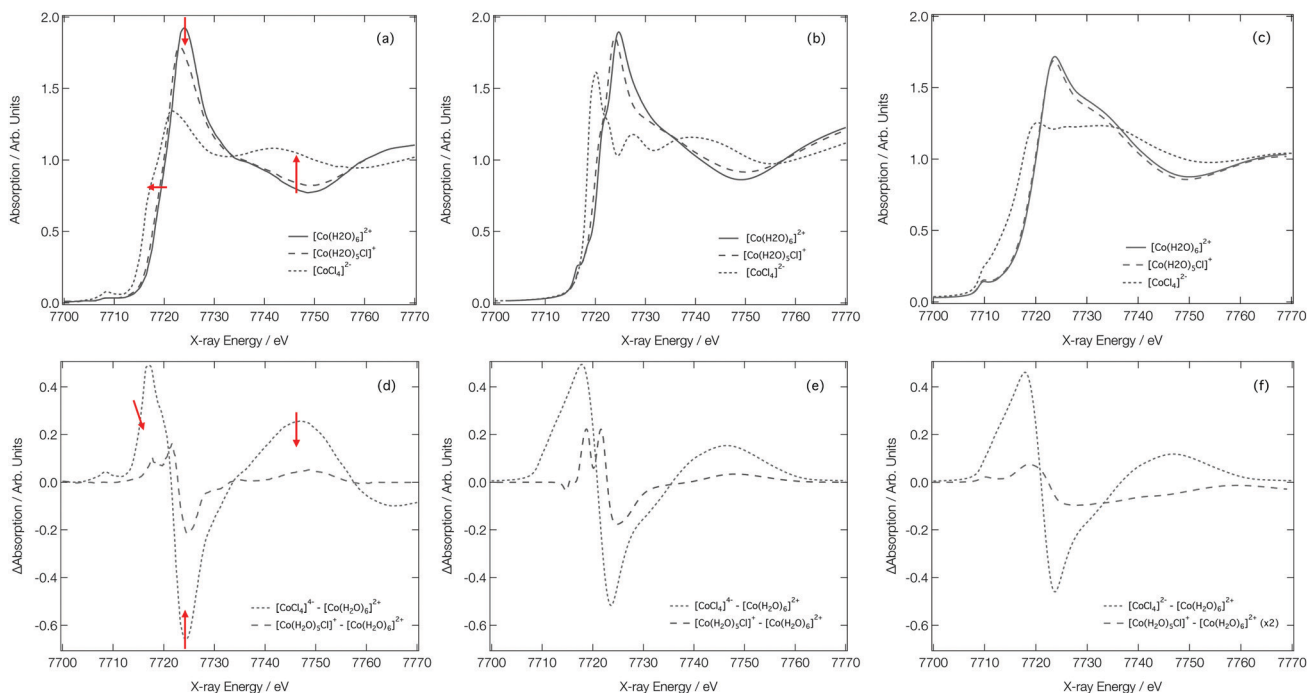 2.0
1.5
1.0
0.5
0.0
Absorption / Arb. Units
(a)
[Co(H2O)₆]²⁺
[Co(H2O)₅Cl]⁺
[CoCl₄]²⁻
7700 7710 7720 7730 7740 7750 7760 7770
X-ray Energy / eV
2.0
1.5
1.0
0.5
0.0
Absorption / Arb. Units
(b)
[Co(H2O)₆]²⁺
[Co(H2O)₅Cl]⁺
[CoCl₄]²⁻
7700 7710 7720 7730 7740 7750 7760 7770
X-ray Energy / eV
2.0
1.5
1.0
0.5
0.0
Absorption / Arb. Units
(c)
[Co(H2O)₆]²⁺
[Co(H2O)₅Cl]⁺
[CoCl₄]²⁻
7700 7710 7720 7730 7740 7750 7760 7770
X-ray Energy / eV
0.4
0.2
0.0
-0.2
-0.4
-0.6
ΔAbsorption / Arb. Units
(d)
[CoCl₄]⁴⁻ - [Co(H₂O)₆]²⁺
[Co(H₂O)₅Cl]⁺ - [Co(H₂O)₆]²⁺
7700 7710 7720 7730 7740 7750 7760 7770
X-ray Energy / eV
0.4
0.2
0.0
-0.2
-0.4
-0.6
ΔAbsorption / Arb. Units
(e)
[CoCl₄]⁴⁻ - [Co(H₂O)₆]²⁺
[Co(H₂O)₅Cl]⁺ - [Co(H₂O)₆]²⁺
7700 7710 7720 7730 7740 7750 7760 7770
X-ray Energy / eV
0.4
0.2
0.0
-0.2
-0.4
-0.6
ΔAbsorption / Arb. Units
(f)
[CoCl₄]²⁻ - [Co(H₂O)₆]²⁺
[Co(H₂O)₅Cl]⁺ - [Co(H₂O)₆]²⁺ (x2)
7700 7710 7720 7730 7740 7750 7760 7770
X-ray Energy / eV